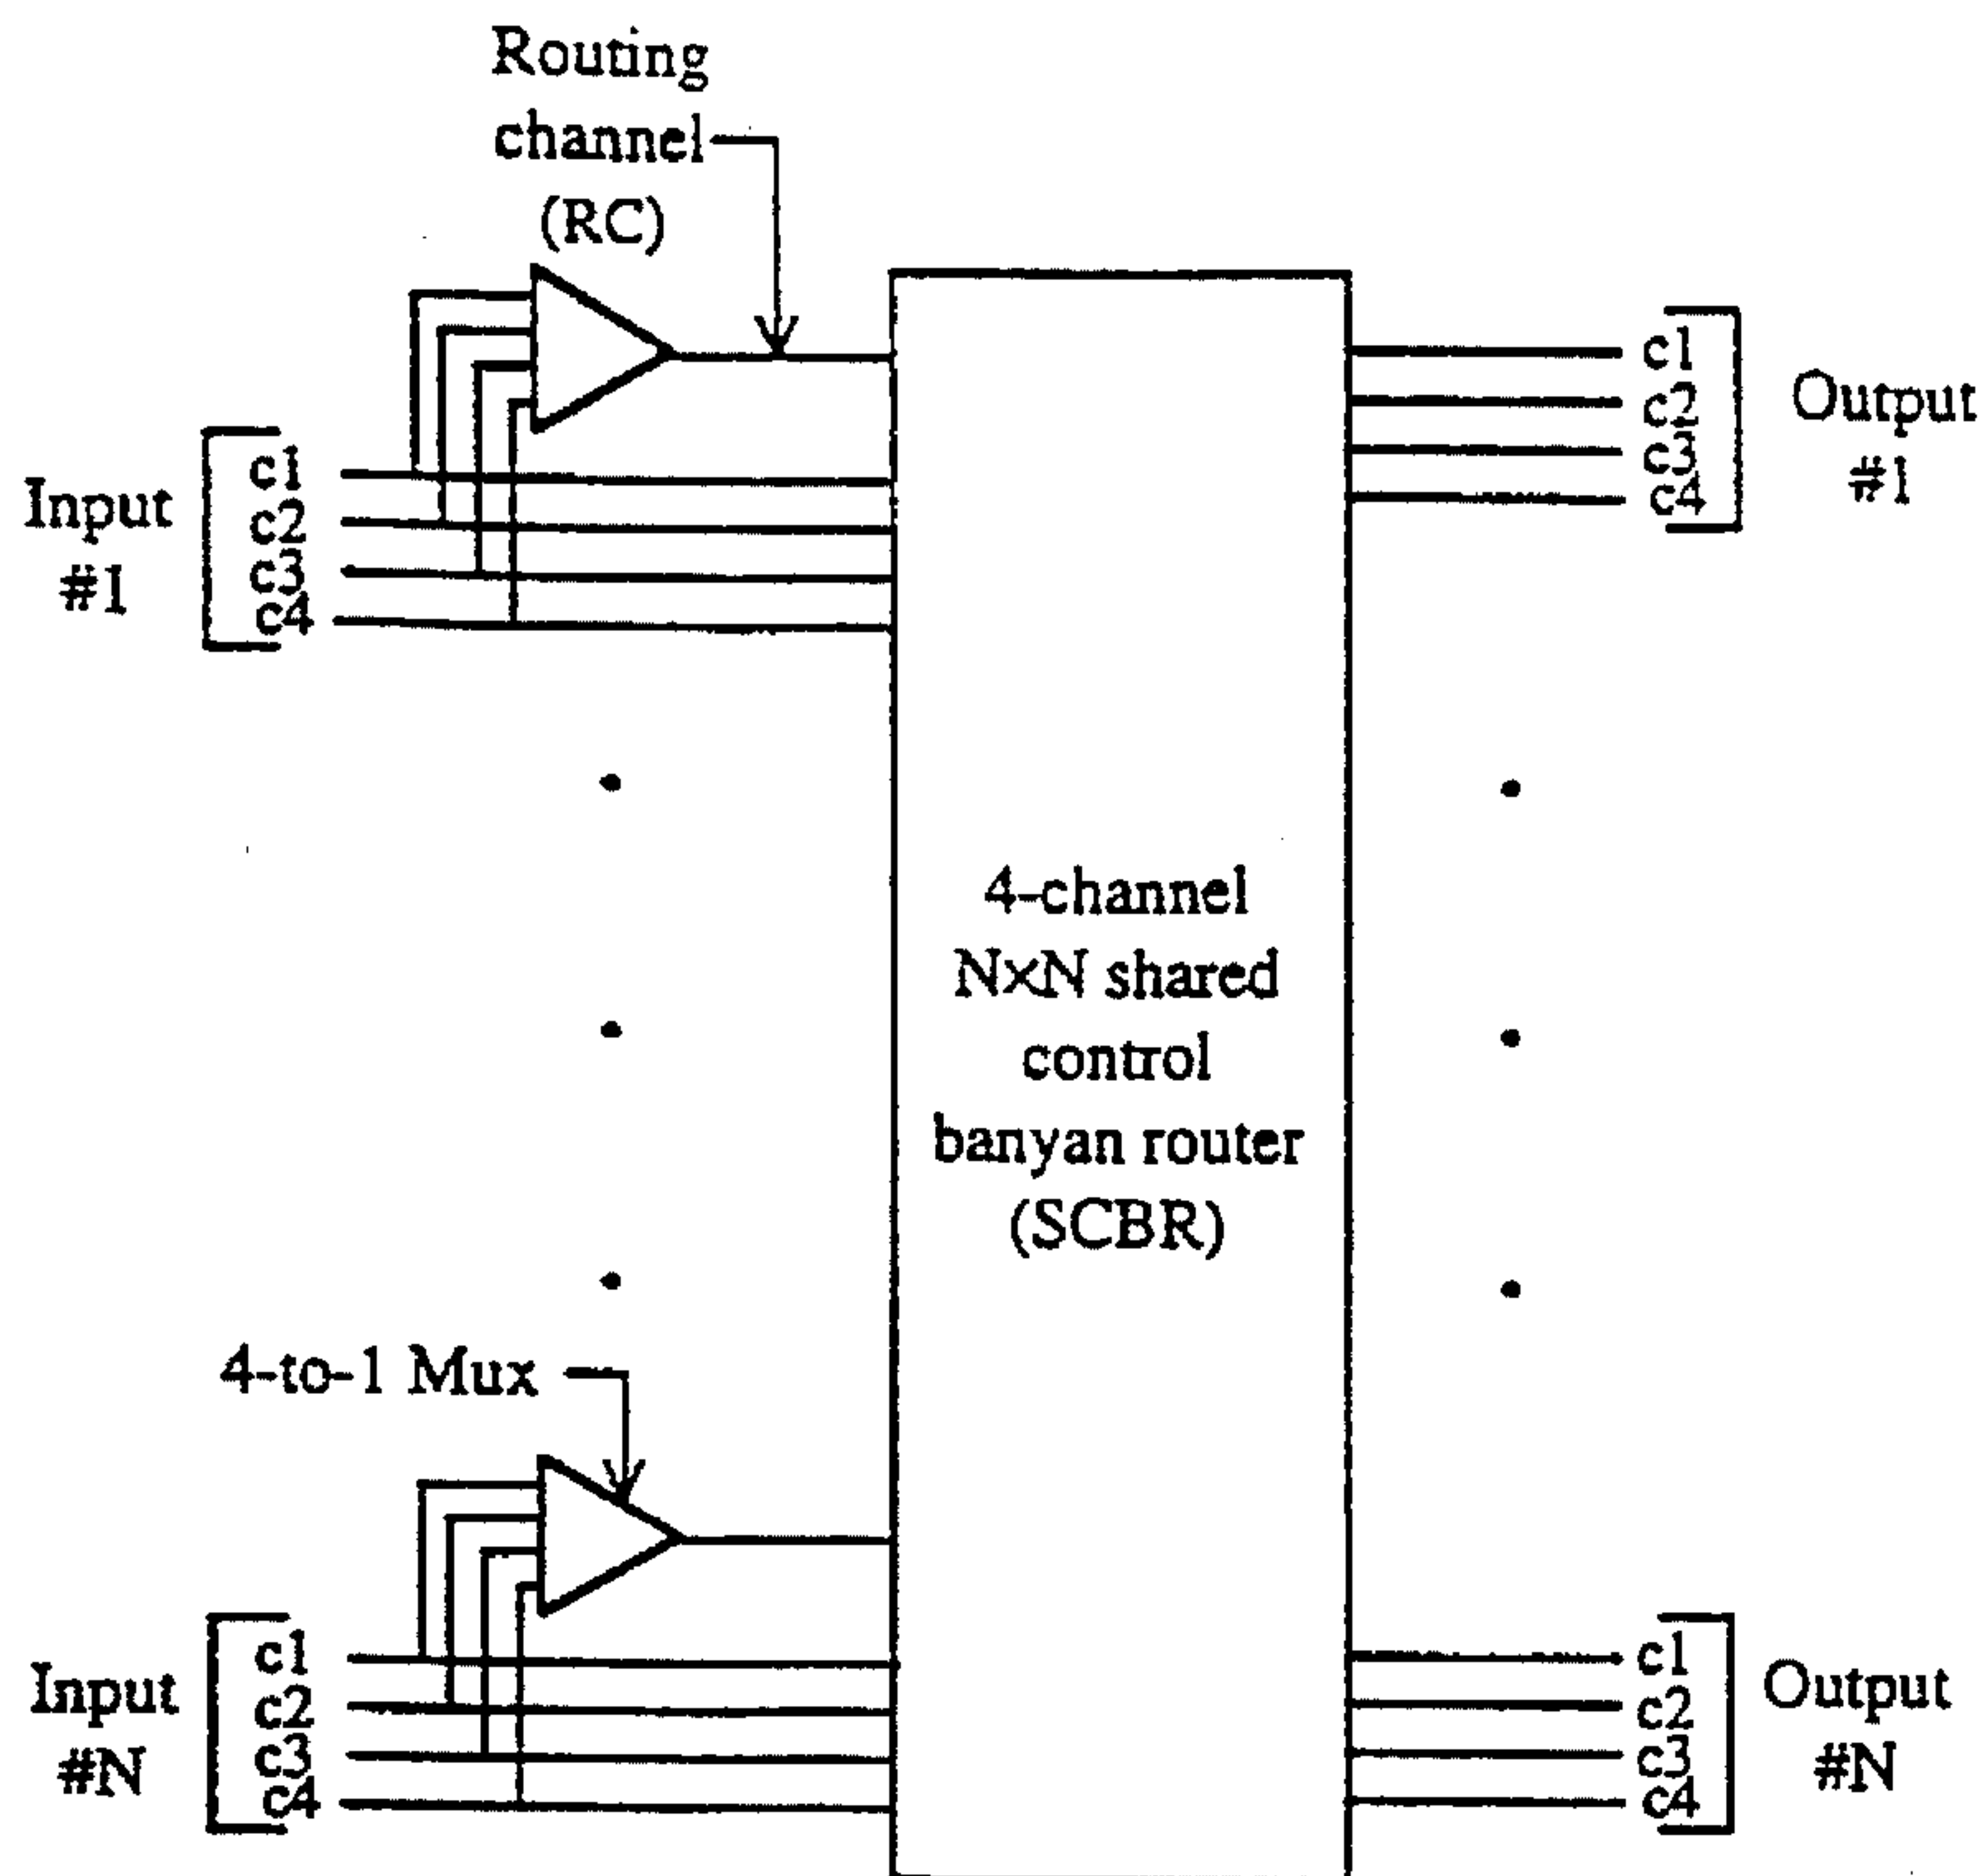 Routing
channel
(RC)
Input
#1
c1
c2
c3
c4
c1
c2
c3
c4
Output
#1
4-channel
NxN shared
control
banyan router
(SCBR)
4-to-1 Mux
Input
#N
c1
c2
c3
c4
c1
c2
c3
c4
Output
#N